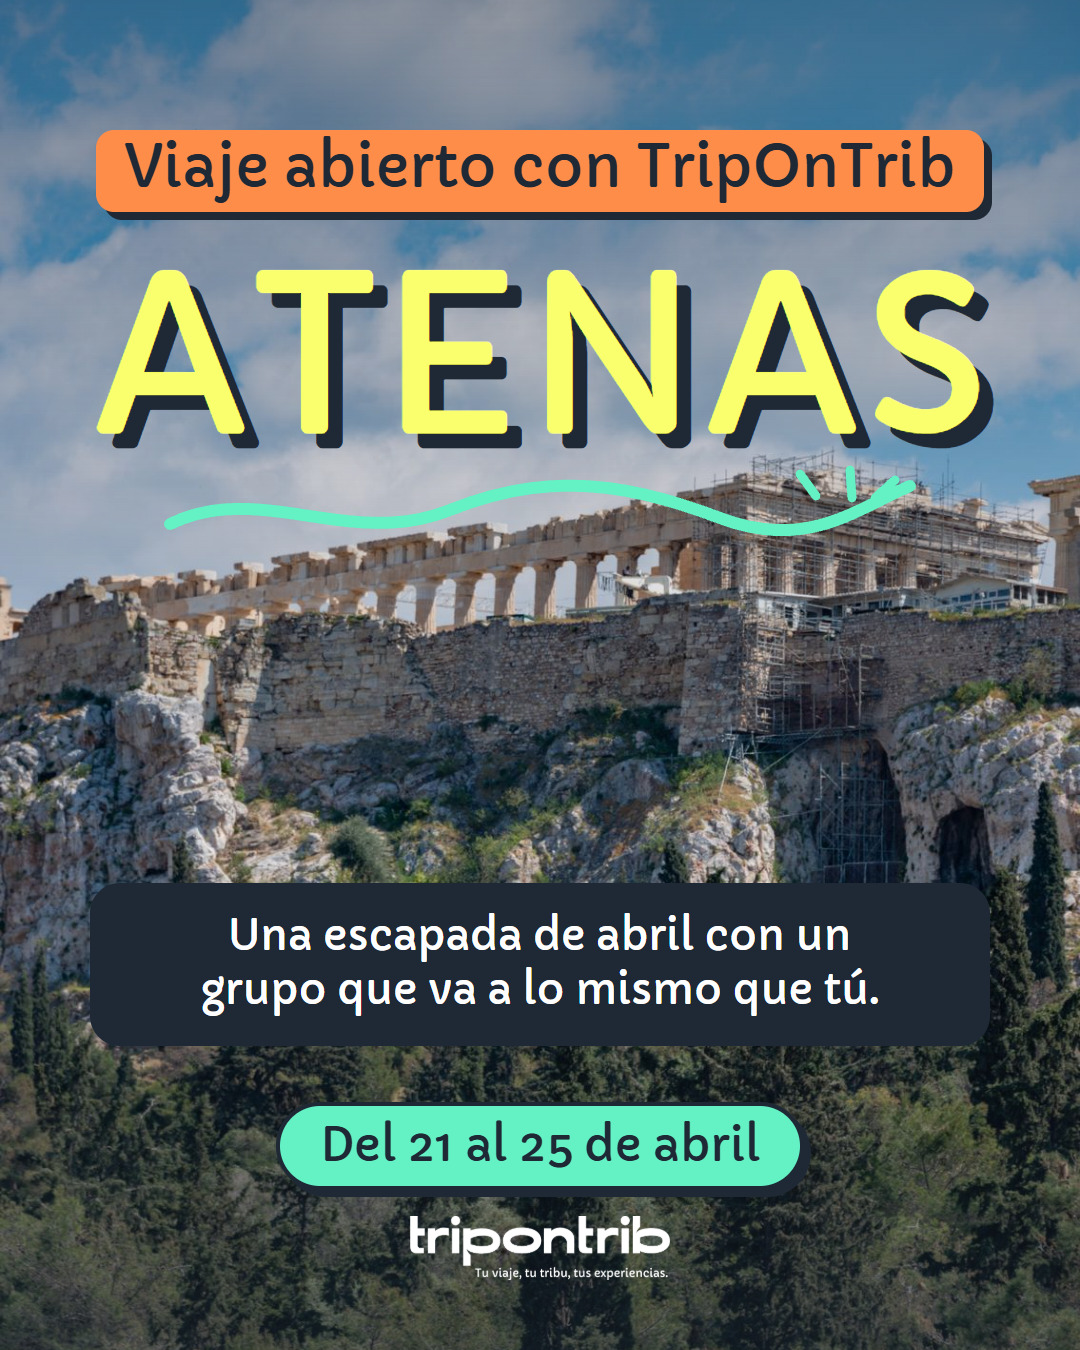 Viaje abierto con TripOnTrib
ATENAS
Una escapada de abril con un
grupo que va a lo mismo que tú.
Del 21 al 25 de abril
tripontrib
Tu viaje, tu tribu, tus experiencias.